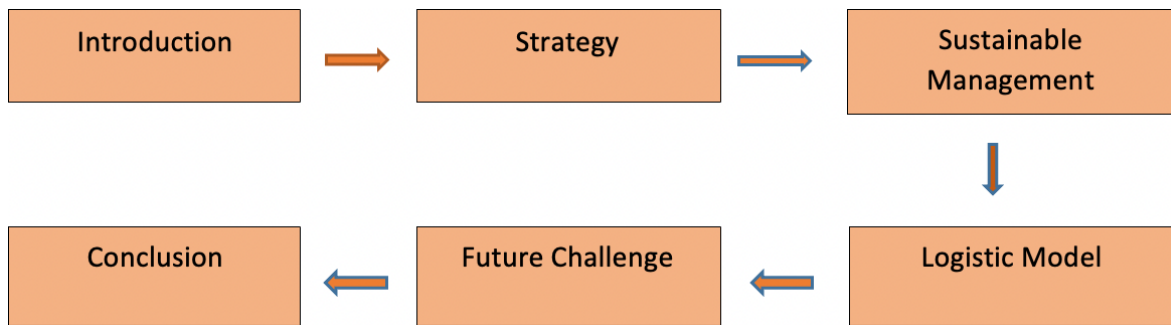 Introduction
Strategy
Sustainable
Management
Logistic Model
Future Challenge
Conclusion